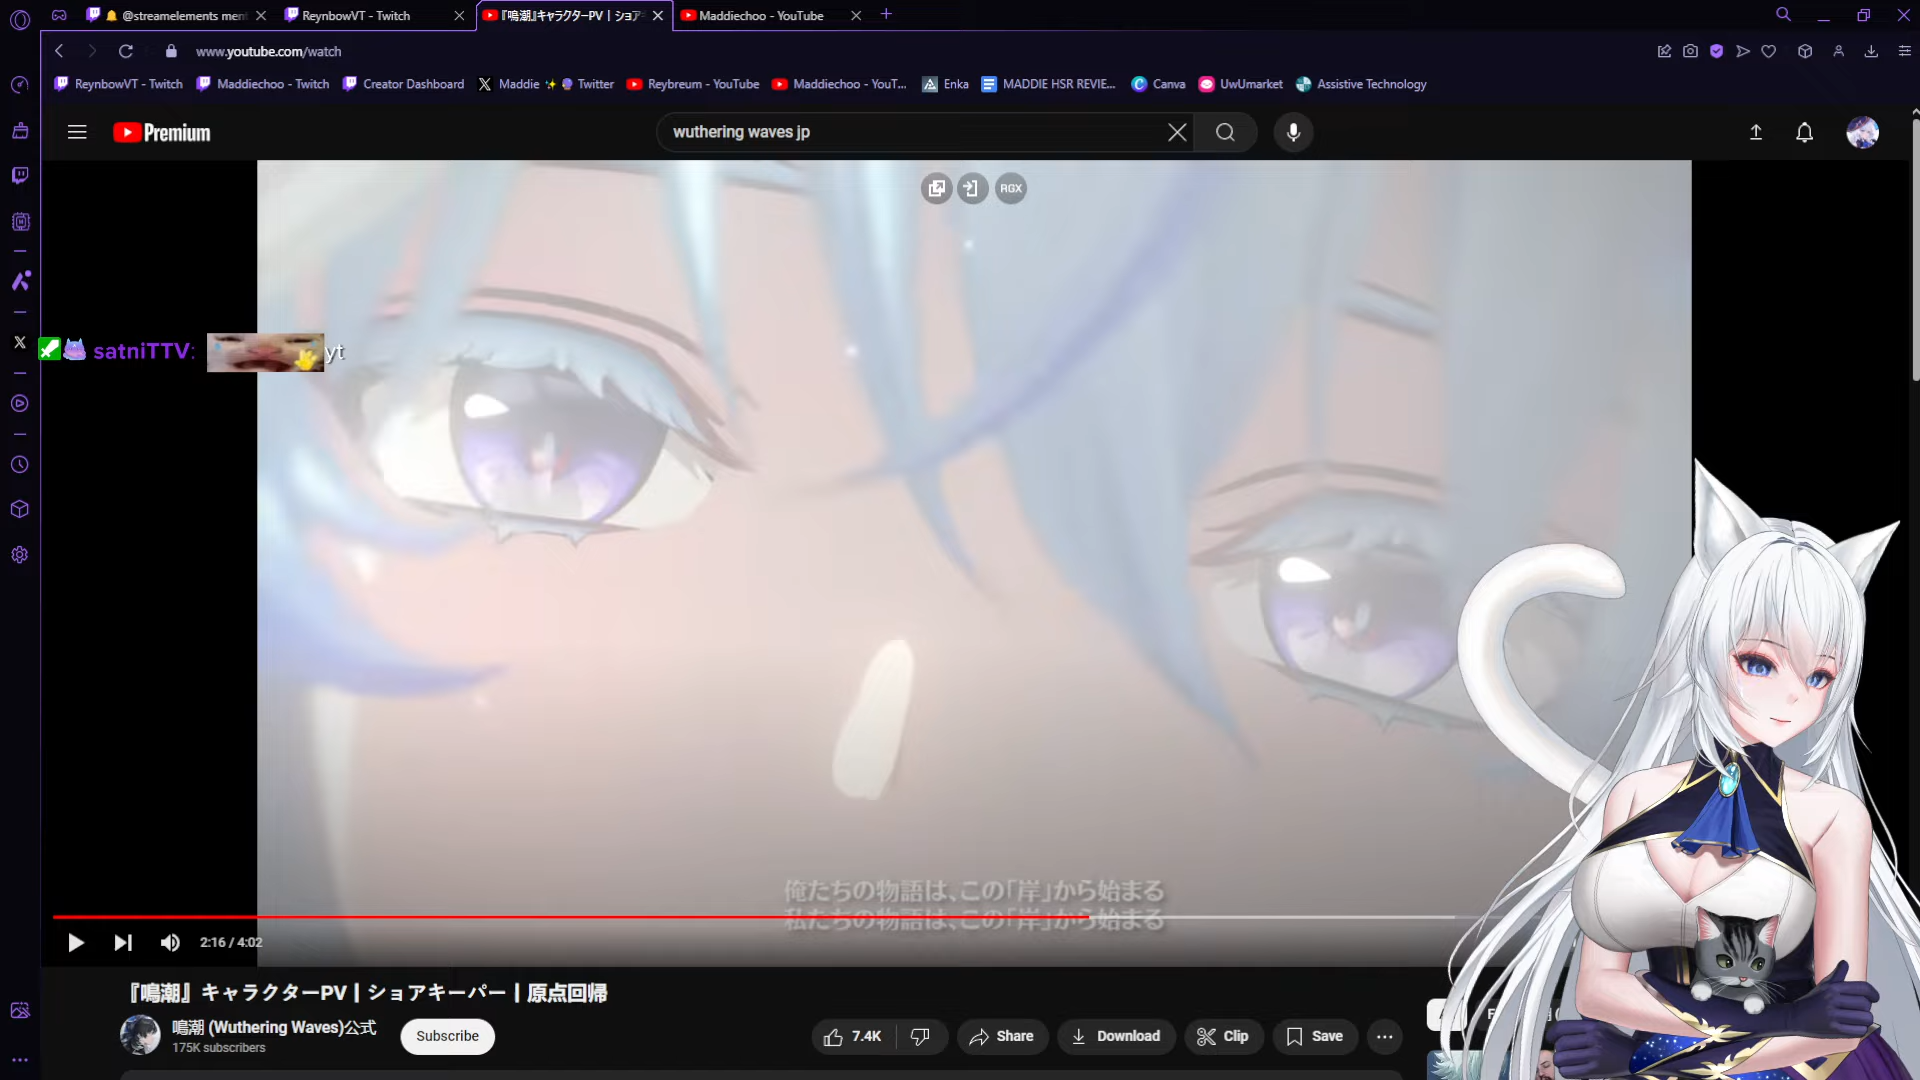 @streamelements men
ReynbowVT - Twitch
『鳴潮』キャラクターPV | ショア
Maddiechoo - YouTube
www.youtube.com/watch
ReynbowVT - Twitch
Maddiechoo - Twitch
Creator Dashboard
Maddie ✨🔮 Twitter
Reybreum - YouTube
Maddiechoo - YouT...
Enka
MADDIE HSR REVIE...
Canva
UwUmarket
Assistive Technology
Premium
wuthering waves jp
RGX
satniTTV: yt
俺たちの物語は、この「岸」から始まる
私たちの物語は、この「岸」から始まる
2:16 / 4:02
『鳴潮』キャラクターPV | ショアキーパー | 原点回帰
鳴潮 (Wuthering Waves)公式
175K subscribers
Subscribe
7.4K
Share
Download
Clip
Save